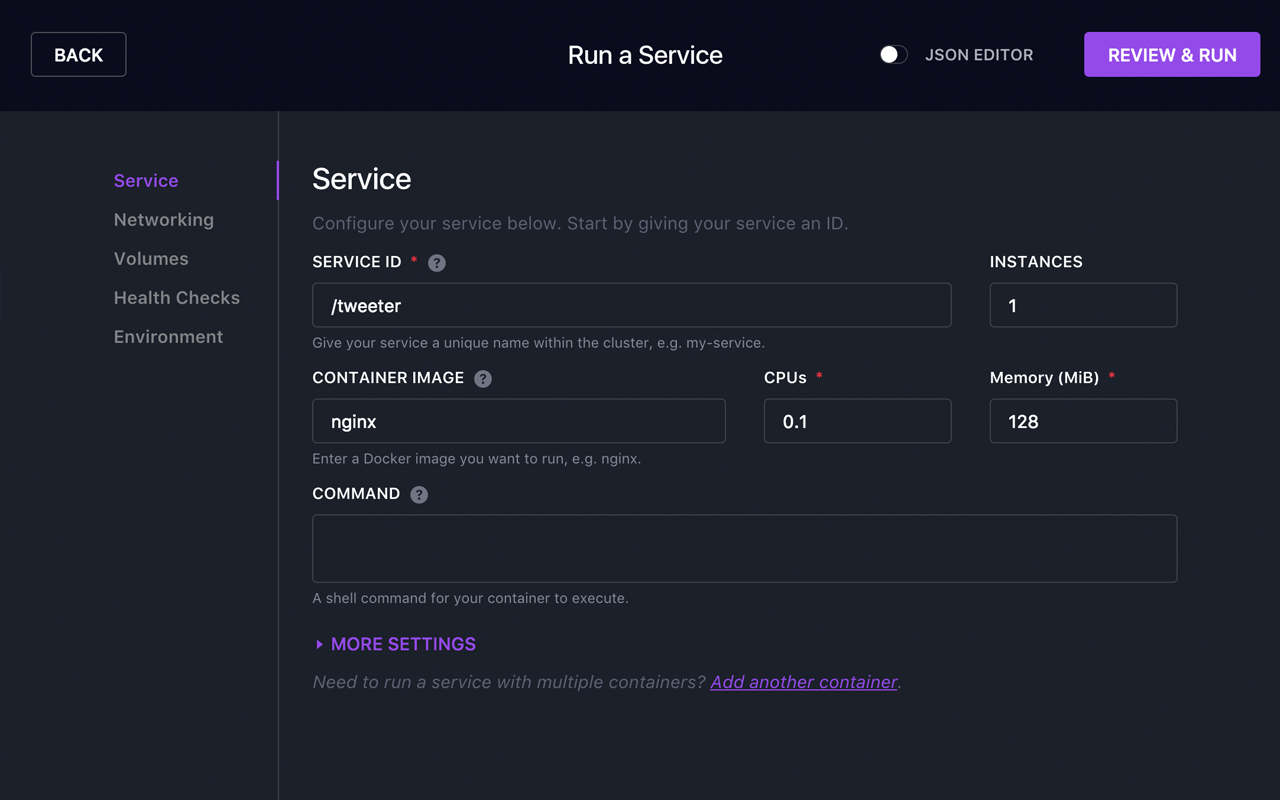 BACK
Run a Service
JSON EDITOR
REVIEW & RUN
Service
Networking
Volumes
Health Checks
Environment
Service
Configure your service below. Start by giving your service an ID.
SERVICE ID * ?
INSTANCES
/tweeter
1
Give your service a unique name within the cluster, e.g. my-service.
CONTAINER IMAGE ?
CPUs *
Memory (MiB) *
nginx
0.1
128
Enter a Docker image you want to run, e.g. nginx.
COMMAND ?
A shell command for your container to execute.
MORE SETTINGS
Need to run a service with multiple containers? Add another container.